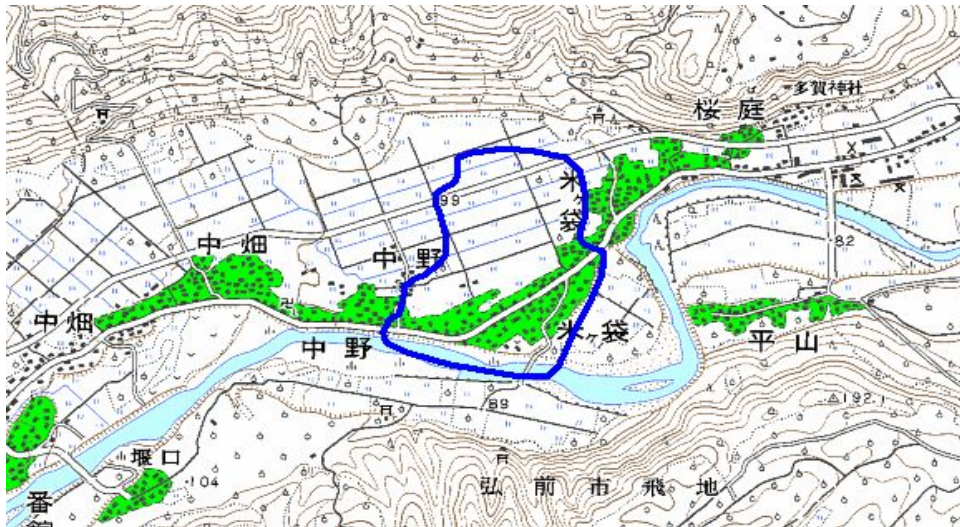 多賀神社
桜庭
米ヶ袋
99
中畑
中野
82
中畑
中野
米ヶ袋
平山
89
192.1
堰口
104
弘前市飛地
番館